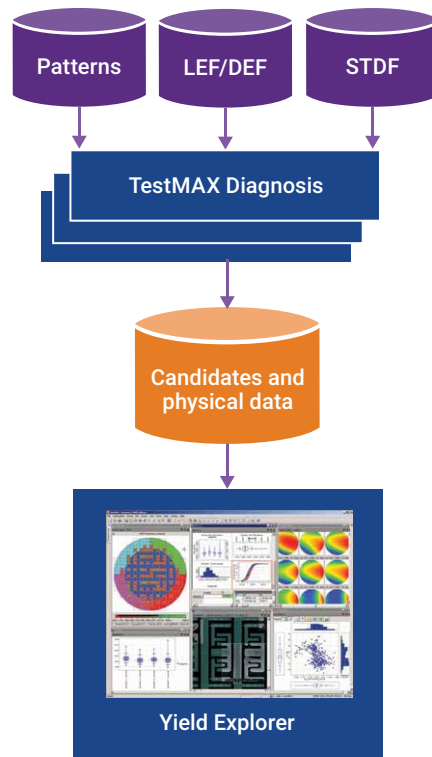 Patterns
LEF/DEF
STDF
TestMAX Diagnosis
Candidates and
physical data
Yield Explorer